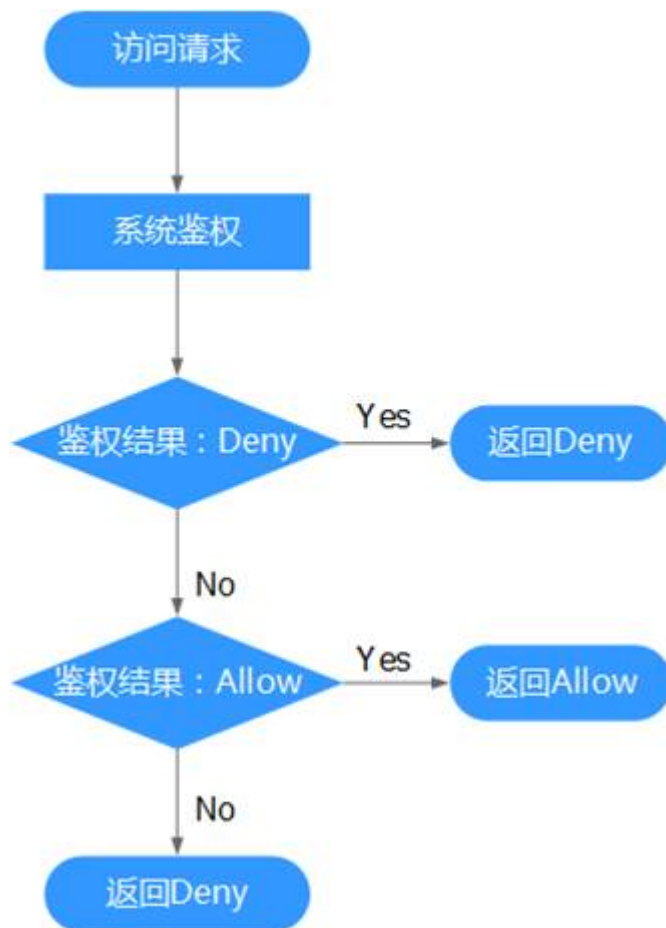 访问请求
系统鉴权
鉴权结果：Deny
Yes
返回Deny
No
鉴权结果：Allow
Yes
返回Allow
No
返回Deny